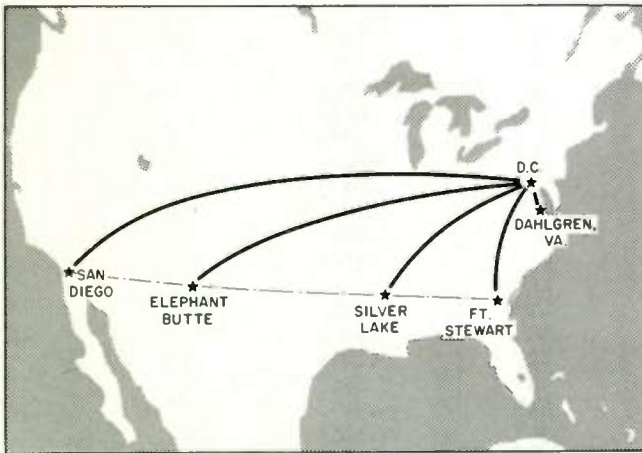 D.C.
DAHLGREN,
VA.
SAN
DIEGO
ELEPHANT
BUTTE
SILVER
LAKE
FT.
STEWART